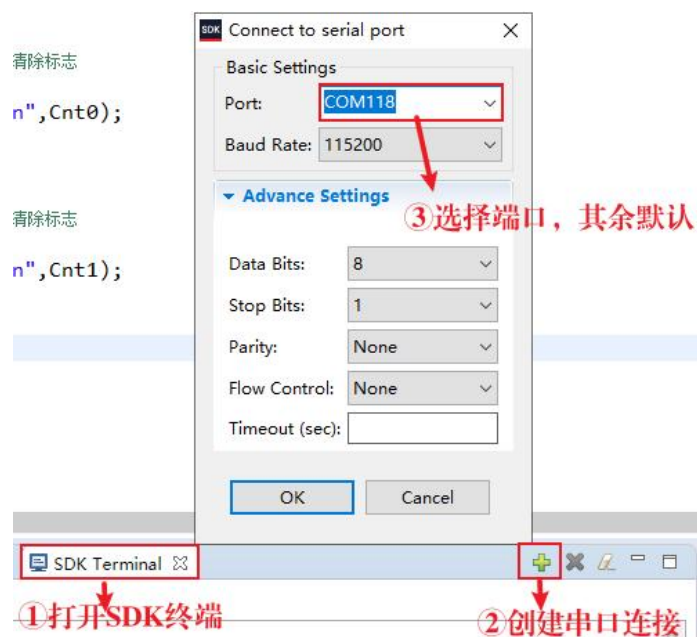 SDK Connect to serial port
清除标志
Basic Settings
n",Cnt0);
Port: COM118
Baud Rate: 115200
Advance Settings
③选择端口，其余默认
清除标志
n",Cnt1);
Data Bits: 8
Stop Bits: 1
Parity: None
Flow Control: None
Timeout (sec):
OK Cancel
SDK Terminal
①打开SDK终端
②创建串口连接